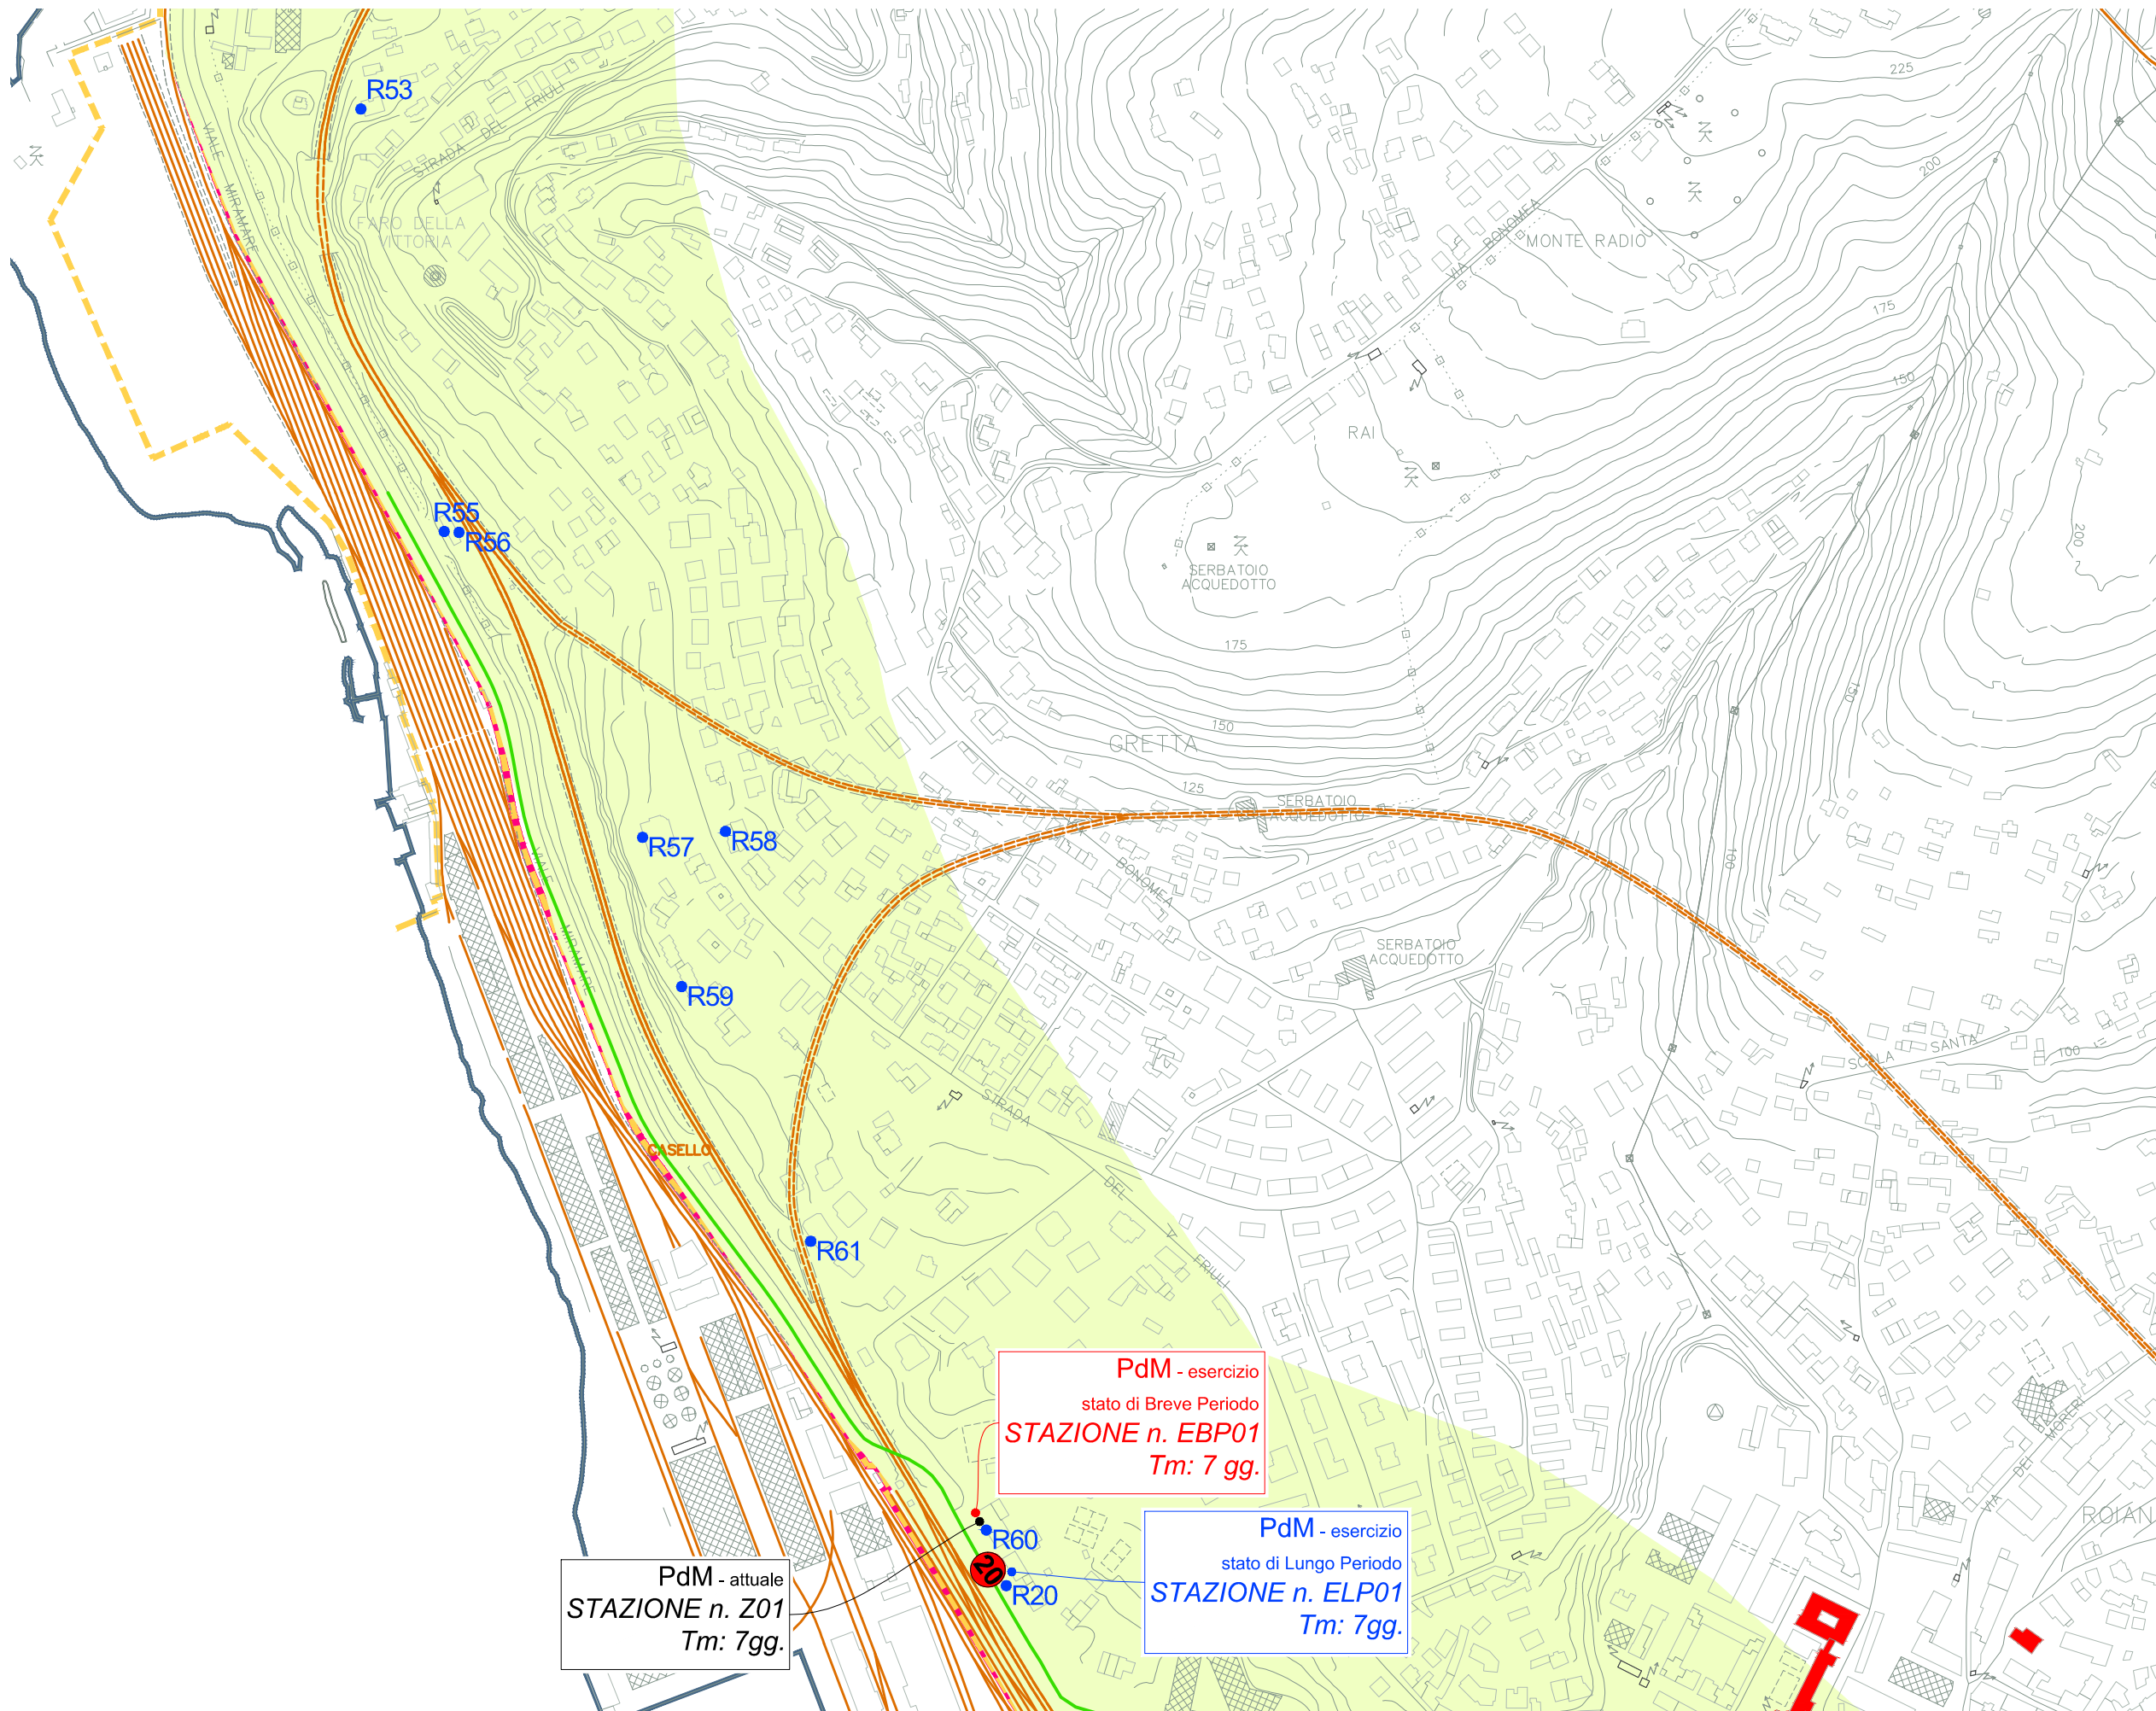 R53
225
VIALE
MIRAMARE
STRADA
DEL
FRIULI
FARO DELLA
VITTORIA
200
VIA
BONOMEA
MONTE RADIO
175
150
RAI
R55
R56
200
SERBATOIO
ACQUEDOTTO
175
150
150
GRETTA
125
SERBATOIO
ACQUEDOTTO
R57
R58
100
VIALE
MIRAMARE
BONOMEA
SERBATOIO
ACQUEDOTTO
R59
SCALA
SANTA
100
STRADA
CASELLO
DEL
FRIULI
R61
PdM - esercizio
stato di Breve Periodo
STAZIONE n. EBP01
Tm: 7 gg.
VIA
DEI
MORERI
ROIAN
R60
20
R20
PdM - esercizio
stato di Lungo Periodo
STAZIONE n. ELP01
Tm: 7gg.
PdM - attuale
STAZIONE n. Z01
Tm: 7gg.